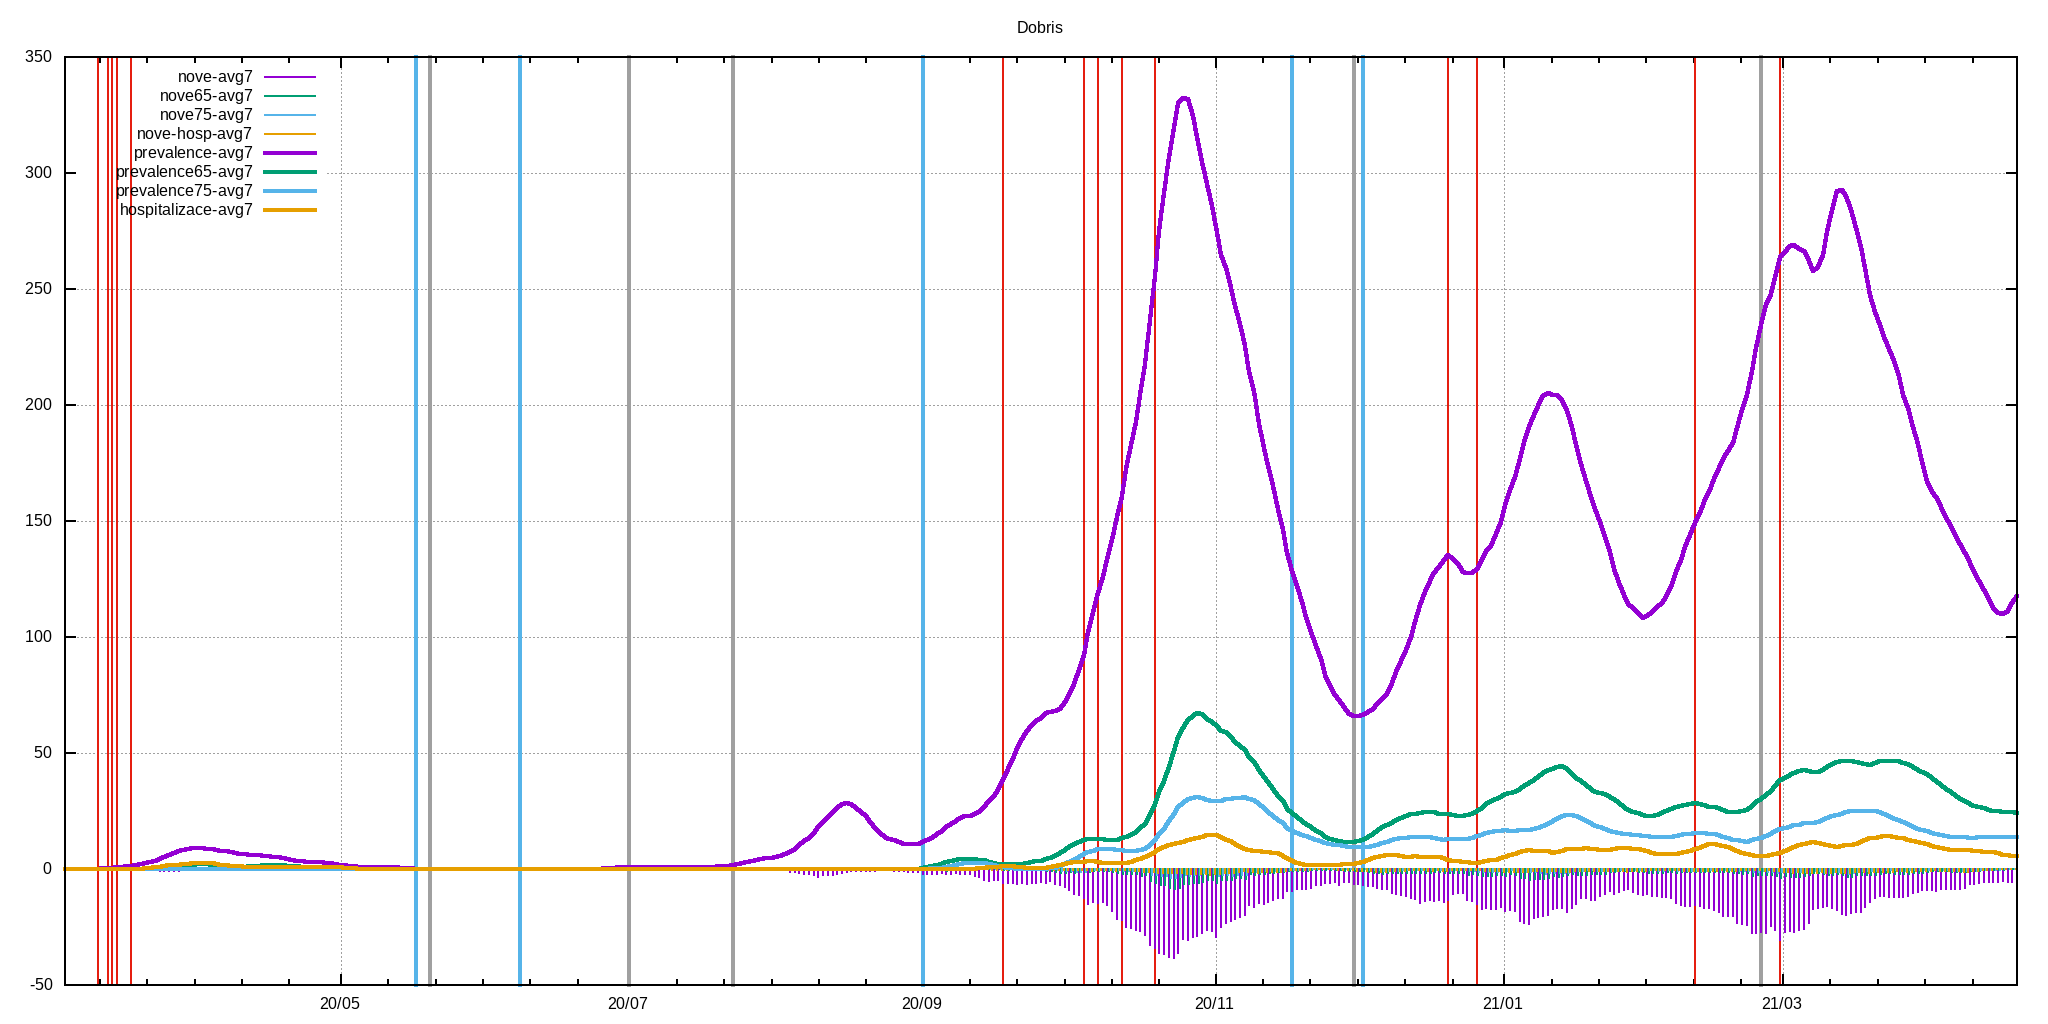 Dobris
350
300
250
200
150
100
50
0
-50
nove-avg7
nove65-avg7
nove75-avg7
nove-hosp-avg7
prevalence-avg7
prevalence65-avg7
prevalence75-avg7
hospitalizace-avg7
20/05 20/07 20/09 20/11 21/01 21/03